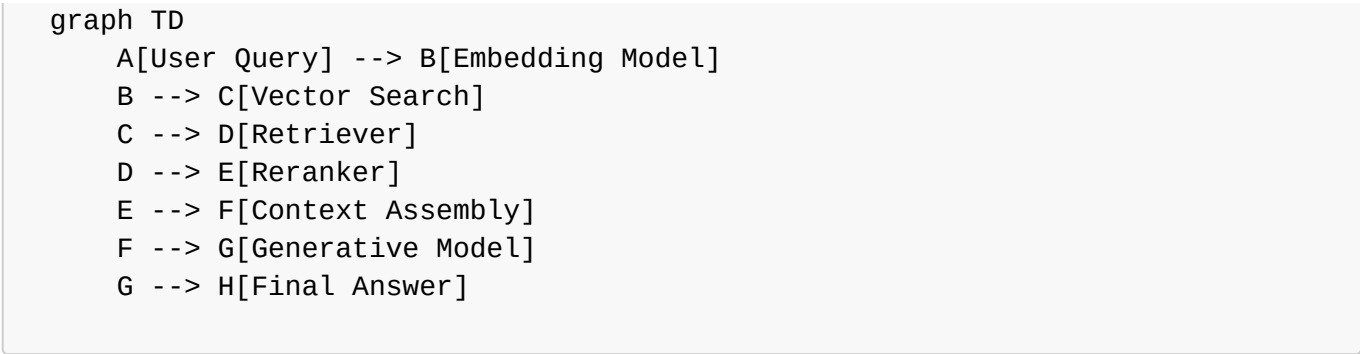 graph TD
    A[User Query] --> B[Embedding Model]
    B --> C[Vector Search]
    C --> D[Retriever]
    D --> E[Reranker]
    E --> F[Context Assembly]
    F --> G[Generative Model]
    G --> H[Final Answer]